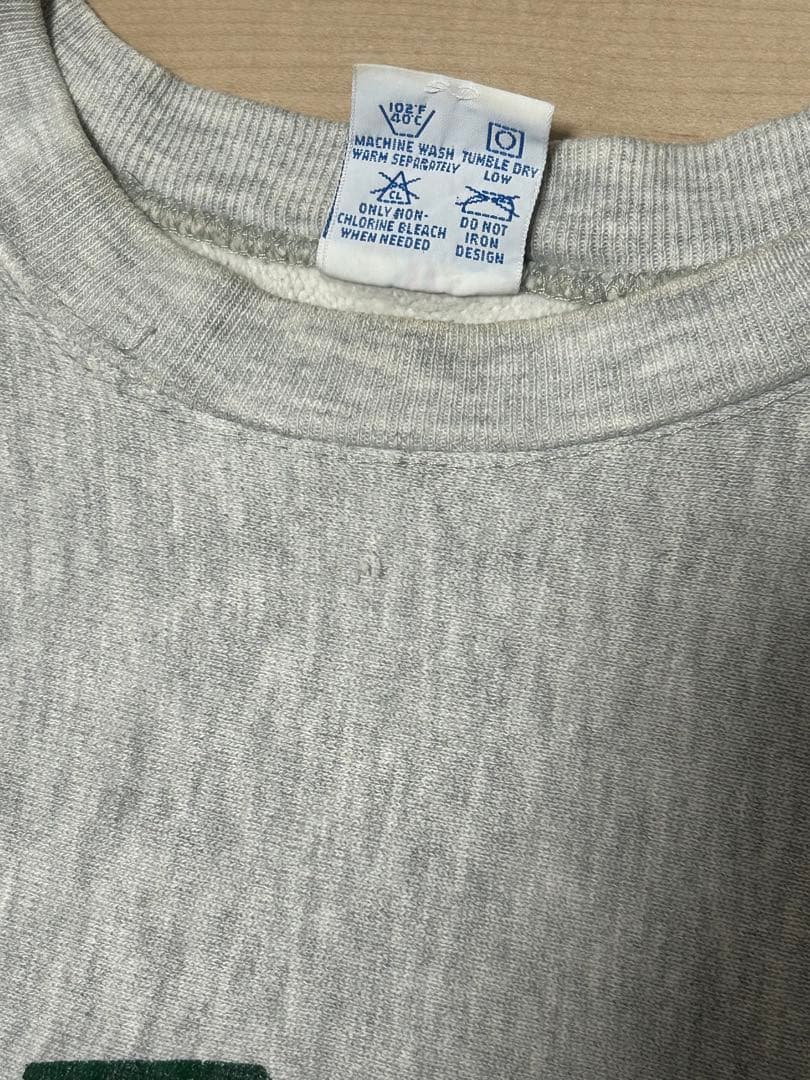 102°F
40°C
MACHINE WASH
WARM SEPARATELY
TUMBLE DRY
LOW
CL
ONLY NON-
CHLORINE BLEACH
WHEN NEEDED
DO NOT
IRON
DESIGN